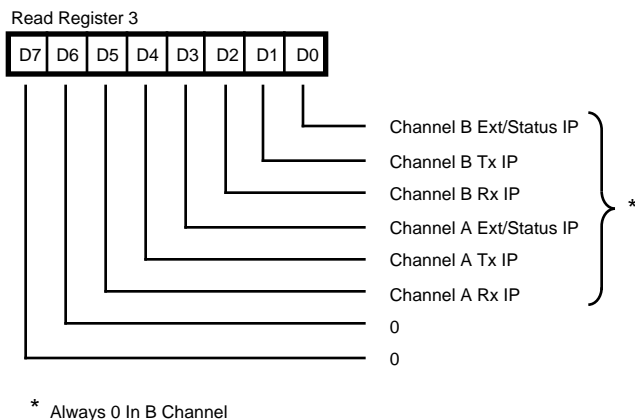 Read Register 3
D7 D6 D5 D4 D3 D2 D1 D0
Channel B Ext/Status IP
Channel B Tx IP
Channel B Rx IP
*
Channel A Ext/Status IP
Channel A Tx IP
Channel A Rx IP
0
0
* Always 0 In B Channel